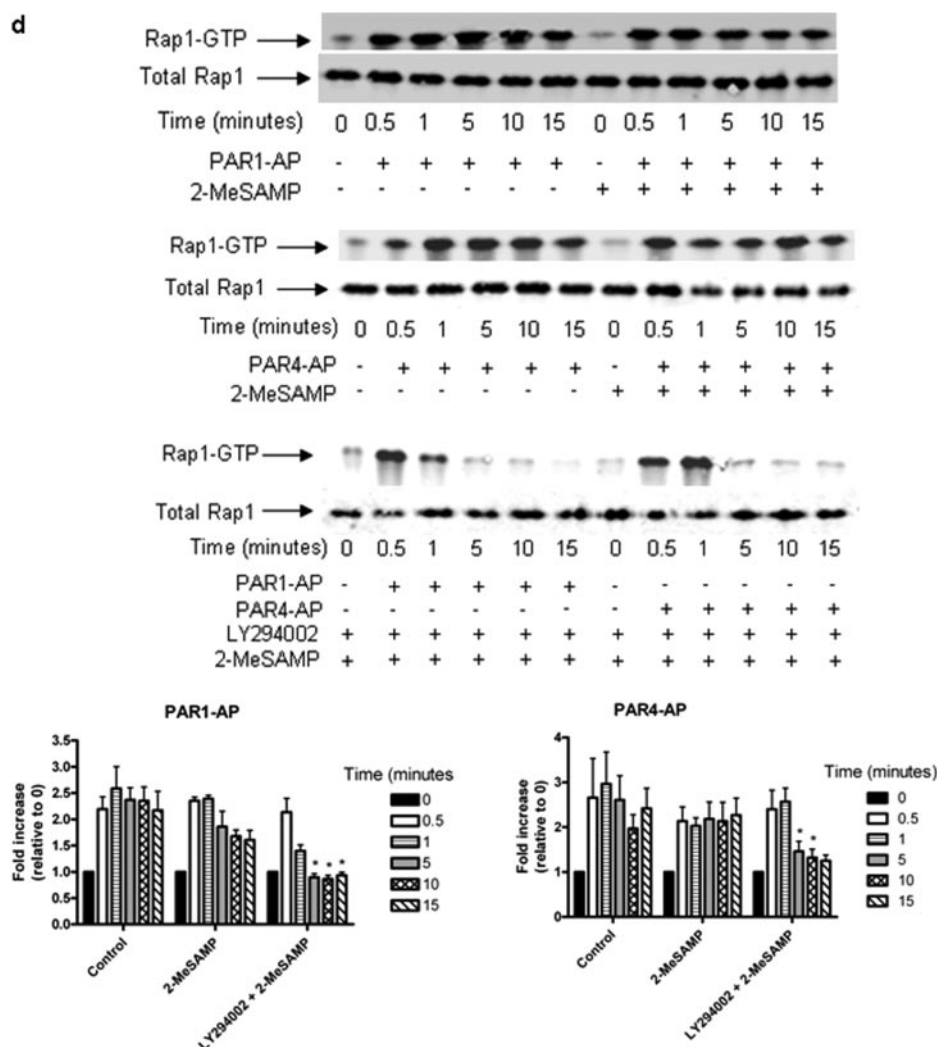 d
Rap1-GTP
Total Rap1
Time (minutes) 0 0.5 1 5 10 15 0 0.5 1 5 10 15
PAR1-AP - + + + + + - + + + + +
2-MeSAMP - - - - - - + + + + + +
Rap1-GTP
Total Rap1
Time (minutes) 0 0.5 1 5 10 15 0 0.5 1 5 10 15
PAR4-AP - + + + + + - + + + + +
2-MeSAMP - - - - - - + + + + + +
Rap1-GTP
Total Rap1
Time (minutes) 0 0.5 1 5 10 15 0 0.5 1 5 10 15
PAR1-AP - + + + + + - - - - - -
PAR4-AP - - - - - - - + + + + +
LY294002 + + + + + + + + + + + +
2-MeSAMP + + + + + + + + + + + +
PAR1-AP
Fold increase
(relative to 0)
3.5
3.0
2.5
2.0
1.5
1.0
0.5
0.0
* * *
Control
2-MeSAMP
LY294002 + 2-MeSAMP
Time (minutes
0
0.5
1
5
10
15
PAR4-AP
Fold increase
(relative to 0)
4
3
2
1
0
* *
Control
2-MeSAMP
LY294002 + 2-MeSAMP
Time (minutes)
0
0.5
1
5
10
15